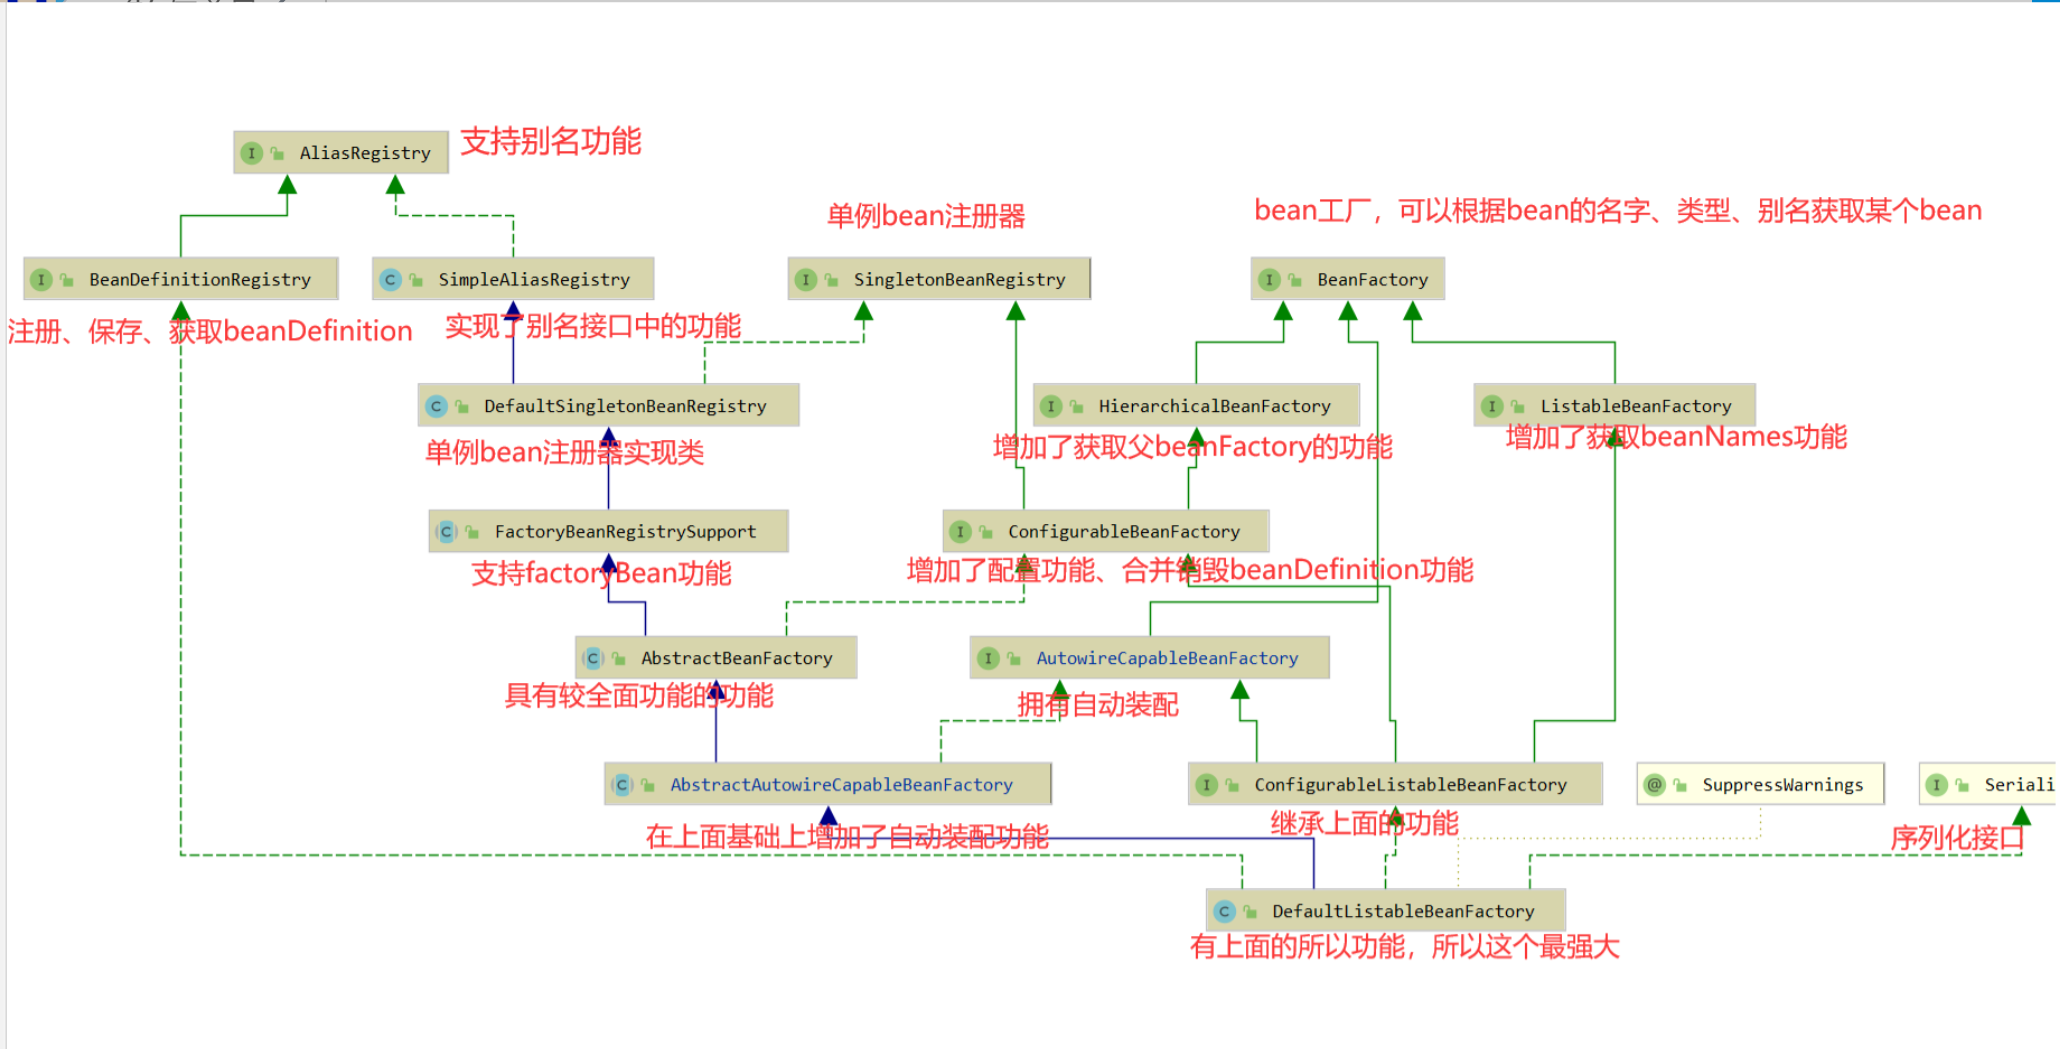 AliasRegistry
支持别名功能
单例bean注册器
bean工厂，可以根据bean的名字、类型、别名获取某个bean
BeanDefinitionRegistry
SimpleAliasRegistry
SingletonBeanRegistry
BeanFactory
注册、保存、获取beanDefinition
实现了别名接口中的功能
DefaultSingletonBeanRegistry
HierarchicalBeanFactory
ListableBeanFactory
单例bean注册器实现类
增加了获取父beanFactory的功能
增加了获取beanNames功能
FactoryBeanRegistrySupport
ConfigurableBeanFactory
支持factoryBean功能
增加了配置功能、合并销毁beanDefinition功能
AbstractBeanFactory
AutowireCapableBeanFactory
具有较全面功能的功能
拥有自动装配
AbstractAutowireCapableBeanFactory
ConfigurableListableBeanFactory
SuppressWarnings
Seriali
在上面基础上增加了自动装配功能
继承上面的功能
序列化接口
DefaultListableBeanFactory
有上面的所以功能，所以这个最强大